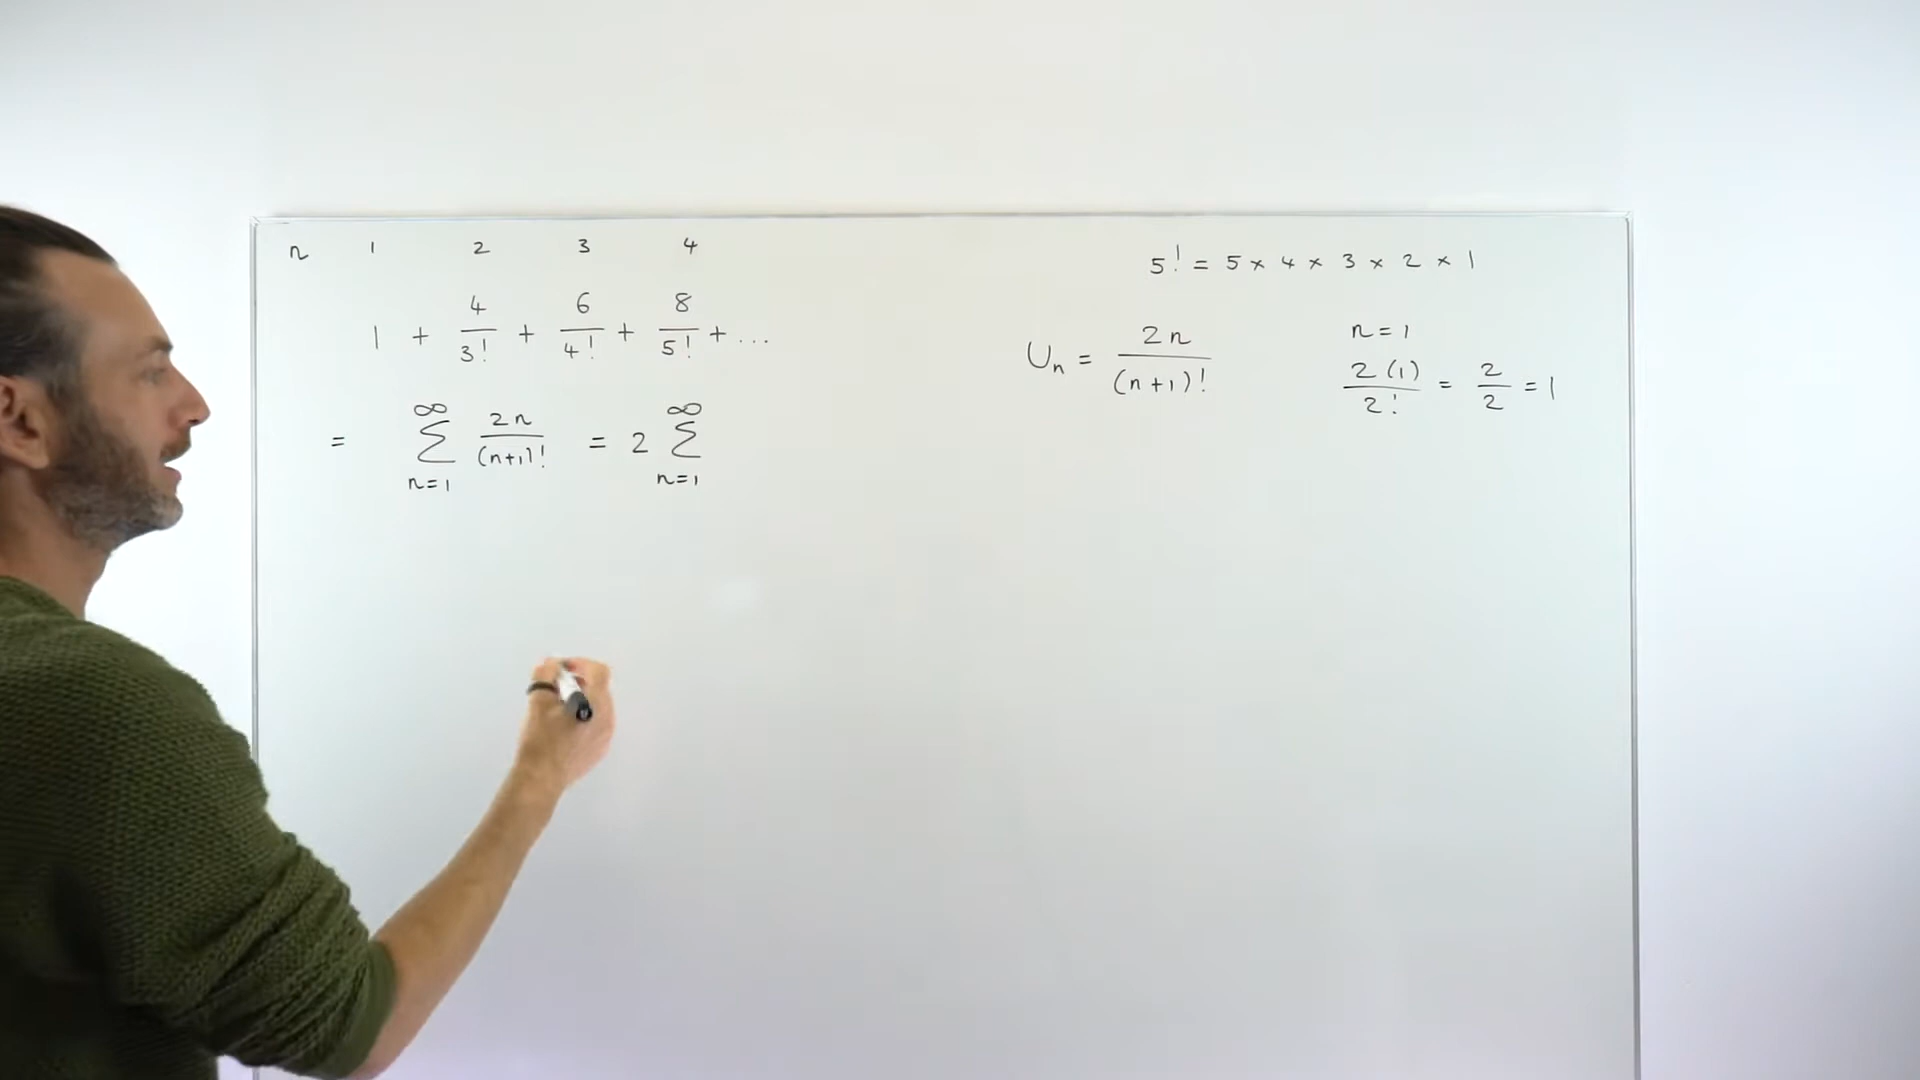 n 1 2 3 4
1 + 4/3! + 6/4! + 8/5! + ...
= ∞ Σ n=1 2n/(n+1)! = 2 ∞ Σ n=1
5! = 5 × 4 × 3 × 2 × 1
Un = 2n/(n+1)!
n = 1
2(1)/2! = 2/2 = 1